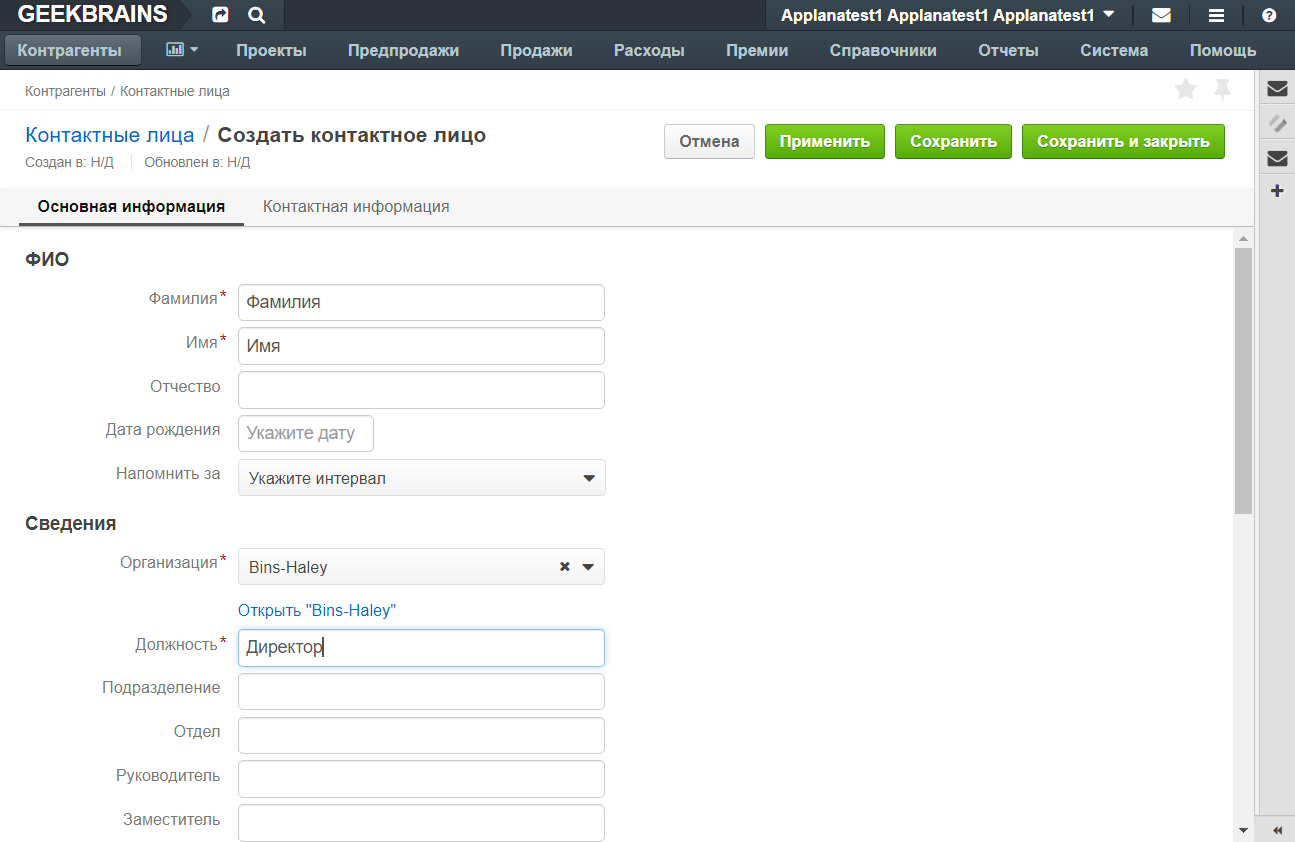 GEEKBRAINS Applanatest1 Applanatest1 Applanatest1
Контрагенты Проекты Предпродажи Продажи Расходы Премии Справочники Отчеты Система Помощь
Контрагенты / Контактные лица
Контактные лица / Создать контактное лицо Отмена Применить Сохранить Сохранить и закрыть
Создан в: Н/Д Обновлен в: Н/Д
Основная информация Контактная информация
ФИО
Фамилия* Фамилия
Имя* Имя
Отчество
Дата рождения Укажите дату
Напомнить за Укажите интервал
Сведения
Организация* Bins-Haley
Открыть "Bins-Haley"
Должность* Директор
Подразделение
Отдел
Руководитель
Заместитель